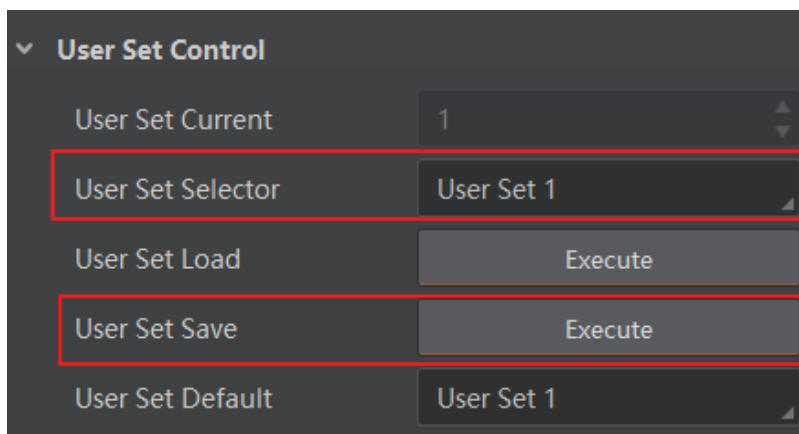 User Set Control
User Set Current 1
User Set Selector User Set 1
User Set Load Execute
User Set Save Execute
User Set Default User Set 1